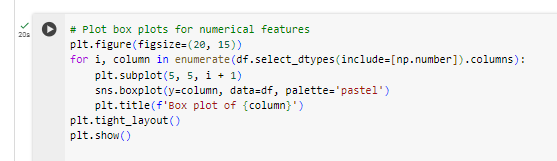 # Plot box plots for numerical features
plt.figure(figsize=(20, 15))
for i, column in enumerate(df.select_dtypes(include=[np.number]).columns):
    plt.subplot(5, 5, i + 1)
    sns.boxplot(y=column, data=df, palette='pastel')
    plt.title(f'Box plot of {column}')
plt.tight_layout()
plt.show()
20s